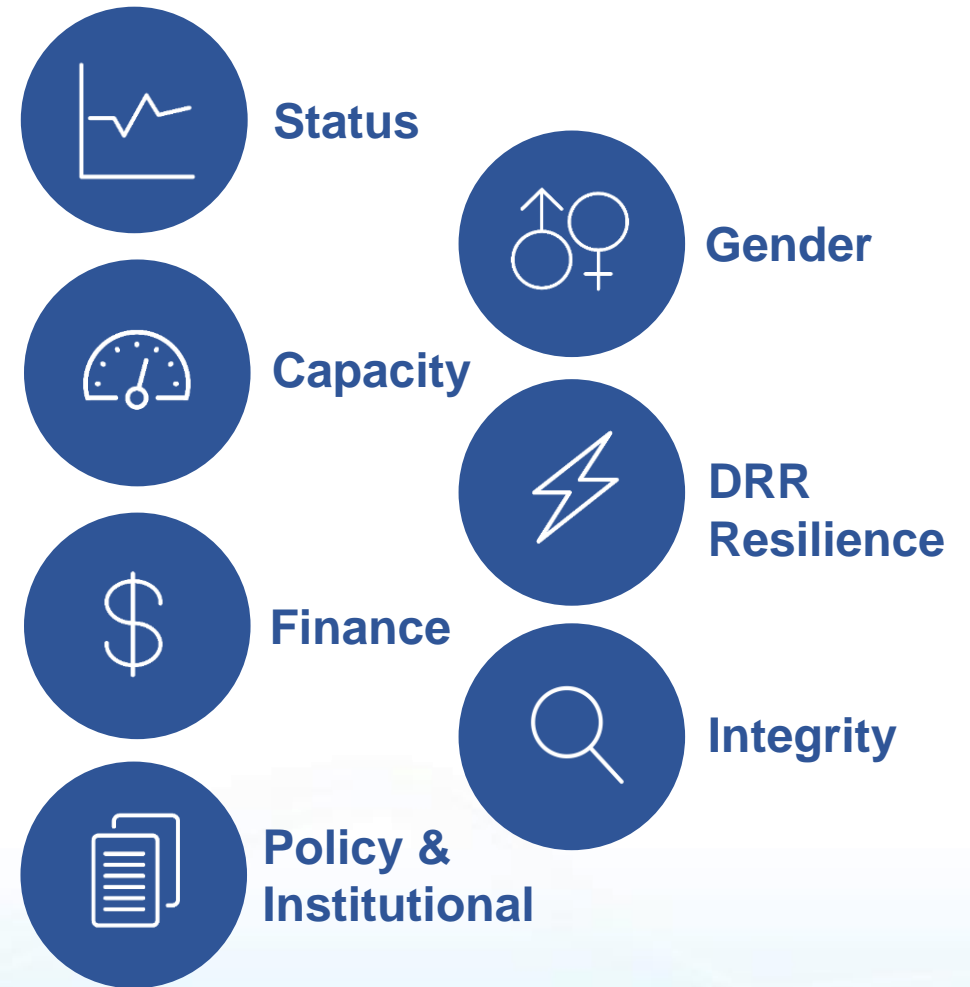 Status
Capacity
Finance
Policy &
Institutional
Gender
DRR
Resilience
Integrity